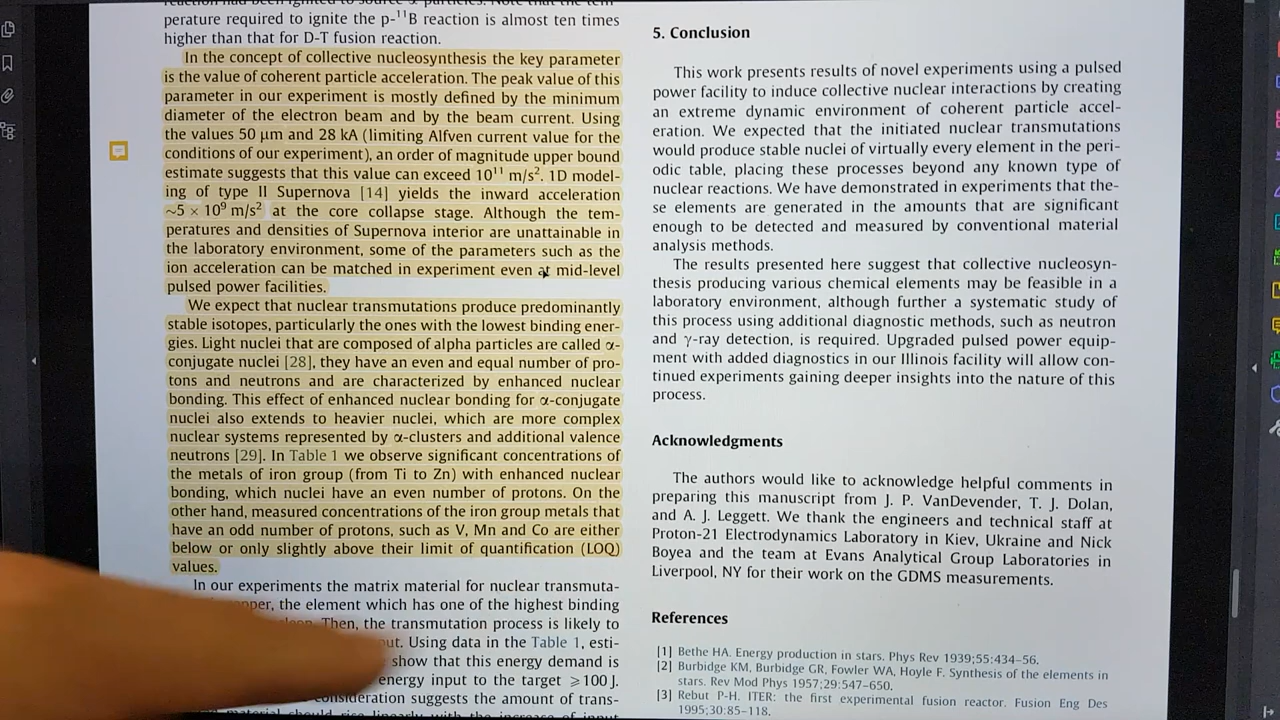 perature required to ignite the p-¹¹B reaction is almost ten times
higher than that for D-T fusion reaction.
In the concept of collective nucleosynthesis the key parameter
is the value of coherent particle acceleration. The peak value of this
parameter in our experiment is mostly defined by the minimum
diameter of the electron beam and by the beam current. Using
the values 50 μm and 28 kA (limiting Alfven current value for the
conditions of our experiment), an order of magnitude upper bound
estimate suggests that this value can exceed 10¹¹ m/s². 1D model-
ing of type II Supernova [14] yields the inward acceleration
~5 × 10⁹ m/s² at the core collapse stage. Although the tem-
peratures and densities of Supernova interior are unattainable in
the laboratory environment, some of the parameters such as the
ion acceleration can be matched in experiment even at mid-level
pulsed power facilities.
We expect that nuclear transmutations produce predominantly
stable isotopes, particularly the ones with the lowest binding ener-
gies. Light nuclei that are composed of alpha particles are called α-
conjugate nuclei [28], they have an even and equal number of pro-
tons and neutrons and are characterized by enhanced nuclear
bonding. This effect of enhanced nuclear bonding for α-conjugate
nuclei also extends to heavier nuclei, which are more complex
nuclear systems represented by α-clusters and additional valence
neutrons [29]. In Table 1 we observe significant concentrations of
the metals of iron group (from Ti to Zn) with enhanced nuclear
bonding, which nuclei have an even number of protons. On the
other hand, measured concentrations of the iron group metals that
have an odd number of protons, such as V, Mn and Co are either
below or only slightly above their limit of quantification (LOQ)
values.
In our experiments the matrix material for nuclear transmuta-
the element which has one of the highest binding
Then, the transmutation process is likely to
Using data in the Table 1, esti-
show that this energy demand is
energy input to the target ⩾100 J.
consideration suggests the amount of trans-
material should rise linearly with the increase of input
5. Conclusion
This work presents results of novel experiments using a pulsed
power facility to induce collective nuclear interactions by creating
an extreme dynamic environment of coherent particle accel-
eration. We expected that the initiated nuclear transmutations
would produce stable nuclei of virtually every element in the peri-
odic table, placing these processes beyond any known type of
nuclear reactions. We have demonstrated in experiments that the-
se elements are generated in the amounts that are significant
enough to be detected and measured by conventional material
analysis methods.
The results presented here suggest that collective nucleosyn-
thesis producing various chemical elements may be feasible in a
laboratory environment, although further a systematic study of
this process using additional diagnostic methods, such as neutron
and γ-ray detection, is required. Upgraded pulsed power equip-
ment with added diagnostics in our Illinois facility will allow con-
tinued experiments gaining deeper insights into the nature of this
process.
Acknowledgments
The authors would like to acknowledge helpful comments in
preparing this manuscript from J. P. VanDevender, T. J. Dolan,
and A. J. Leggett. We thank the engineers and technical staff at
Proton-21 Electrodynamics Laboratory in Kiev, Ukraine and Nick
Boyea and the team at Evans Analytical Group Laboratories in
Liverpool, NY for their work on the GDMS measurements.
References
[1] Bethe HA. Energy production in stars. Phys Rev 1939;55:434–56.
[2] Burbidge KM, Burbidge GR, Fowler WA, Hoyle F. Synthesis of the elements in
stars. Rev Mod Phys 1957;29:547–650.
[3] Rebut P-H. ITER: the first experimental fusion reactor. Fusion Eng Des
1995;30:85–118.